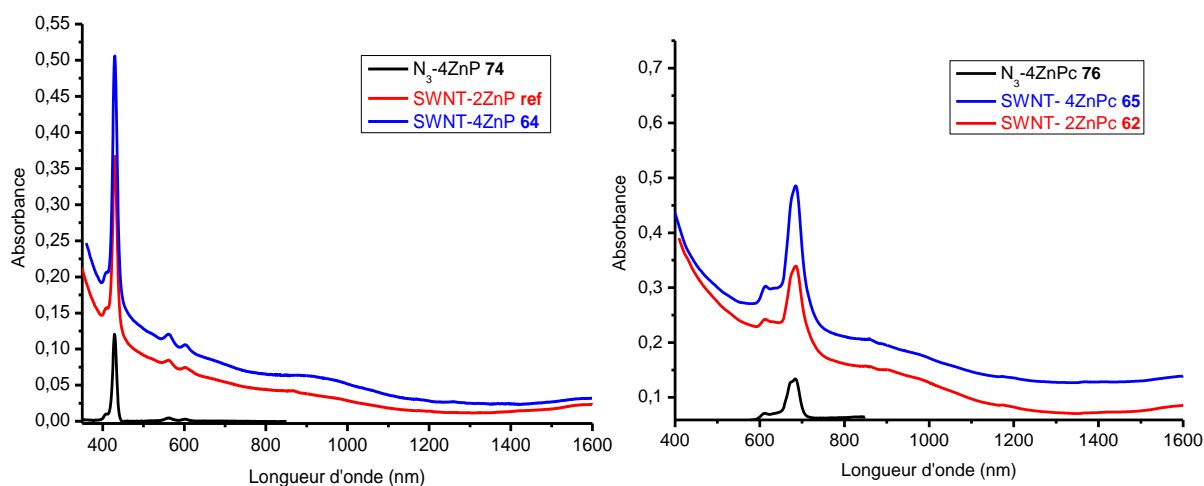 0,55
0,50
0,45
0,40
0,35
0,30
0,25
0,20
0,15
0,10
0,05
0,00
Absorbance
400 600 800 1000 1200 1400 1600
Longueur d'onde (nm)
N3-4ZnP 74
SWNT-2ZnP ref
SWNT-4ZnP 64
0,7
0,6
0,5
0,4
0,3
0,2
0,1
Absorbance
400 600 800 1000 1200 1400 1600
Longueur d'onde (nm)
N3-4ZnPc 76
SWNT- 4ZnPc 65
SWNT- 2ZnPc 62